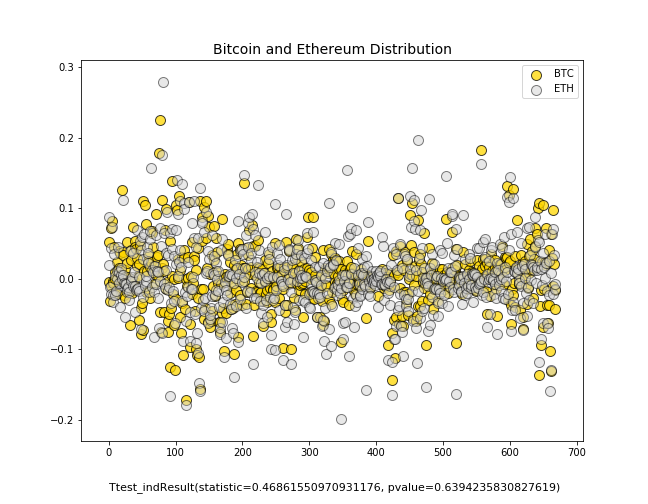 Bitcoin and Ethereum Distribution
BTC
ETH
0.3
0.2
0.1
0.0
−0.1
−0.2
0 100 200 300 400 500 600 700
Ttest_indResult(statistic=0.46861550970931176, pvalue=0.6394235830827619)